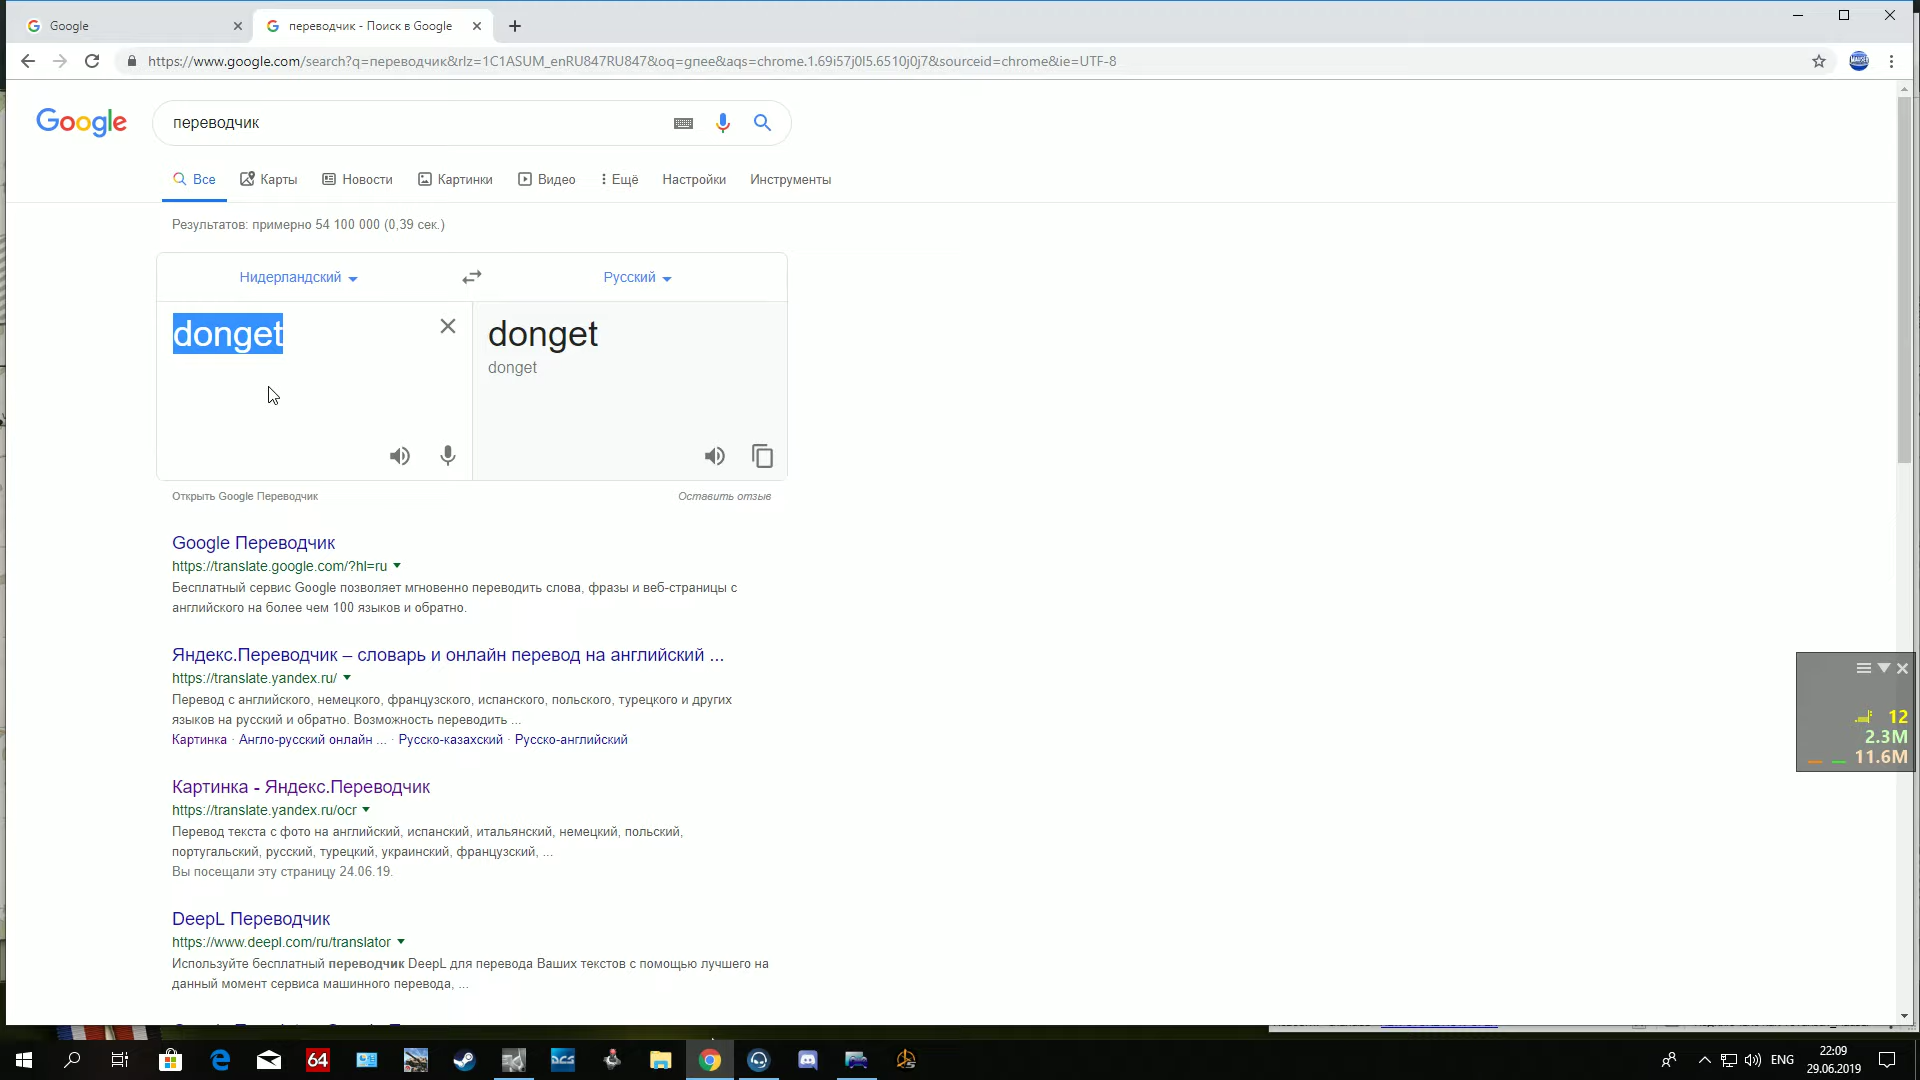 Google
переводчик - Поиск в Google
https://www.google.com/search?q=переводчик&rlz=1C1ASUM_enRU847RU847&oq=gпее&aqs=chrome.1.69i57j0l5.6510j0j7&sourceid=chrome&ie=UTF-8
Google
переводчик
Все
Карты
Новости
Картинки
Видео
Ещё
Настройки
Инструменты
Результатов: примерно 54 100 000 (0,39 сек.)
Нидерландский
Русский
donget
donget
donget
Открыть Google Переводчик
Оставить отзыв
Google Переводчик
https://translate.google.com/?hl=ru
Бесплатный сервис Google позволяет мгновенно переводить слова, фразы и веб-страницы с
английского на более чем 100 языков и обратно.
Яндекс.Переводчик – словарь и онлайн перевод на английский ...
https://translate.yandex.ru/
Перевод с английского, немецкого, французского, испанского, польского, турецкого и других
языков на русский и обратно. Возможность переводить ...
Картинка · Англо-русский онлайн ... · Русско-казахский · Русско-английский
Картинка - Яндекс.Переводчик
https://translate.yandex.ru/ocr
Перевод текста с фото на английский, испанский, итальянский, немецкий, польский,
португальский, русский, турецкий, украинский, французский, ...
Вы посещали эту страницу 24.06.19.
DeepL Переводчик
https://www.deepl.com/ru/translator
Используйте бесплатный переводчик DeepL для перевода Ваших текстов с помощью лучшего на
данный момент сервиса машинного перевода, ...
12
2.3M
11.6M
64
DCS
ENG
22:09
29.06.2019